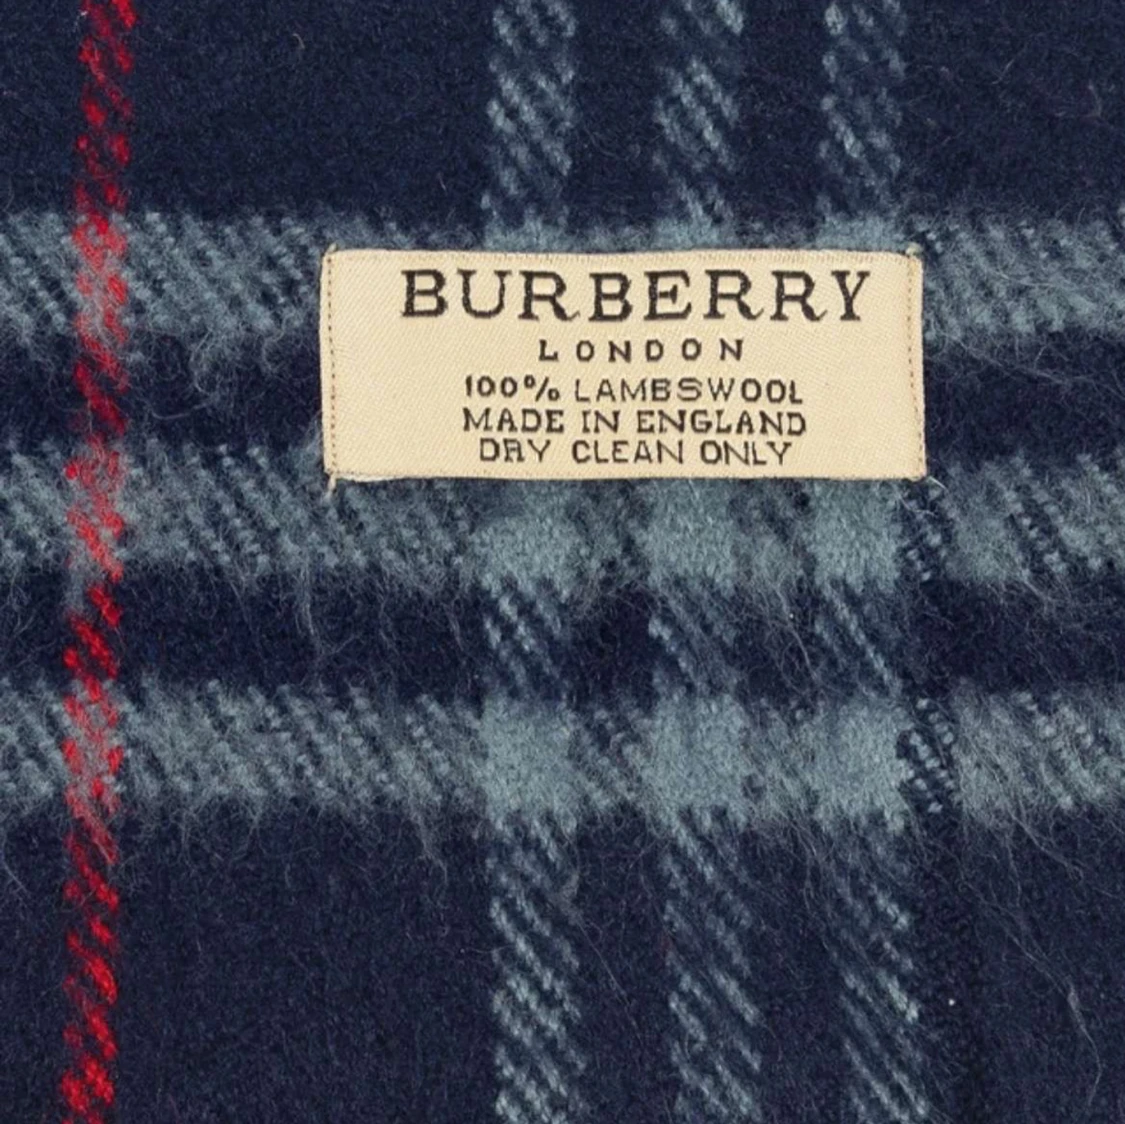 BURBERRY
LONDON
100% LAMBSWOOL
MADE IN ENGLAND
DRY CLEAN ONLY